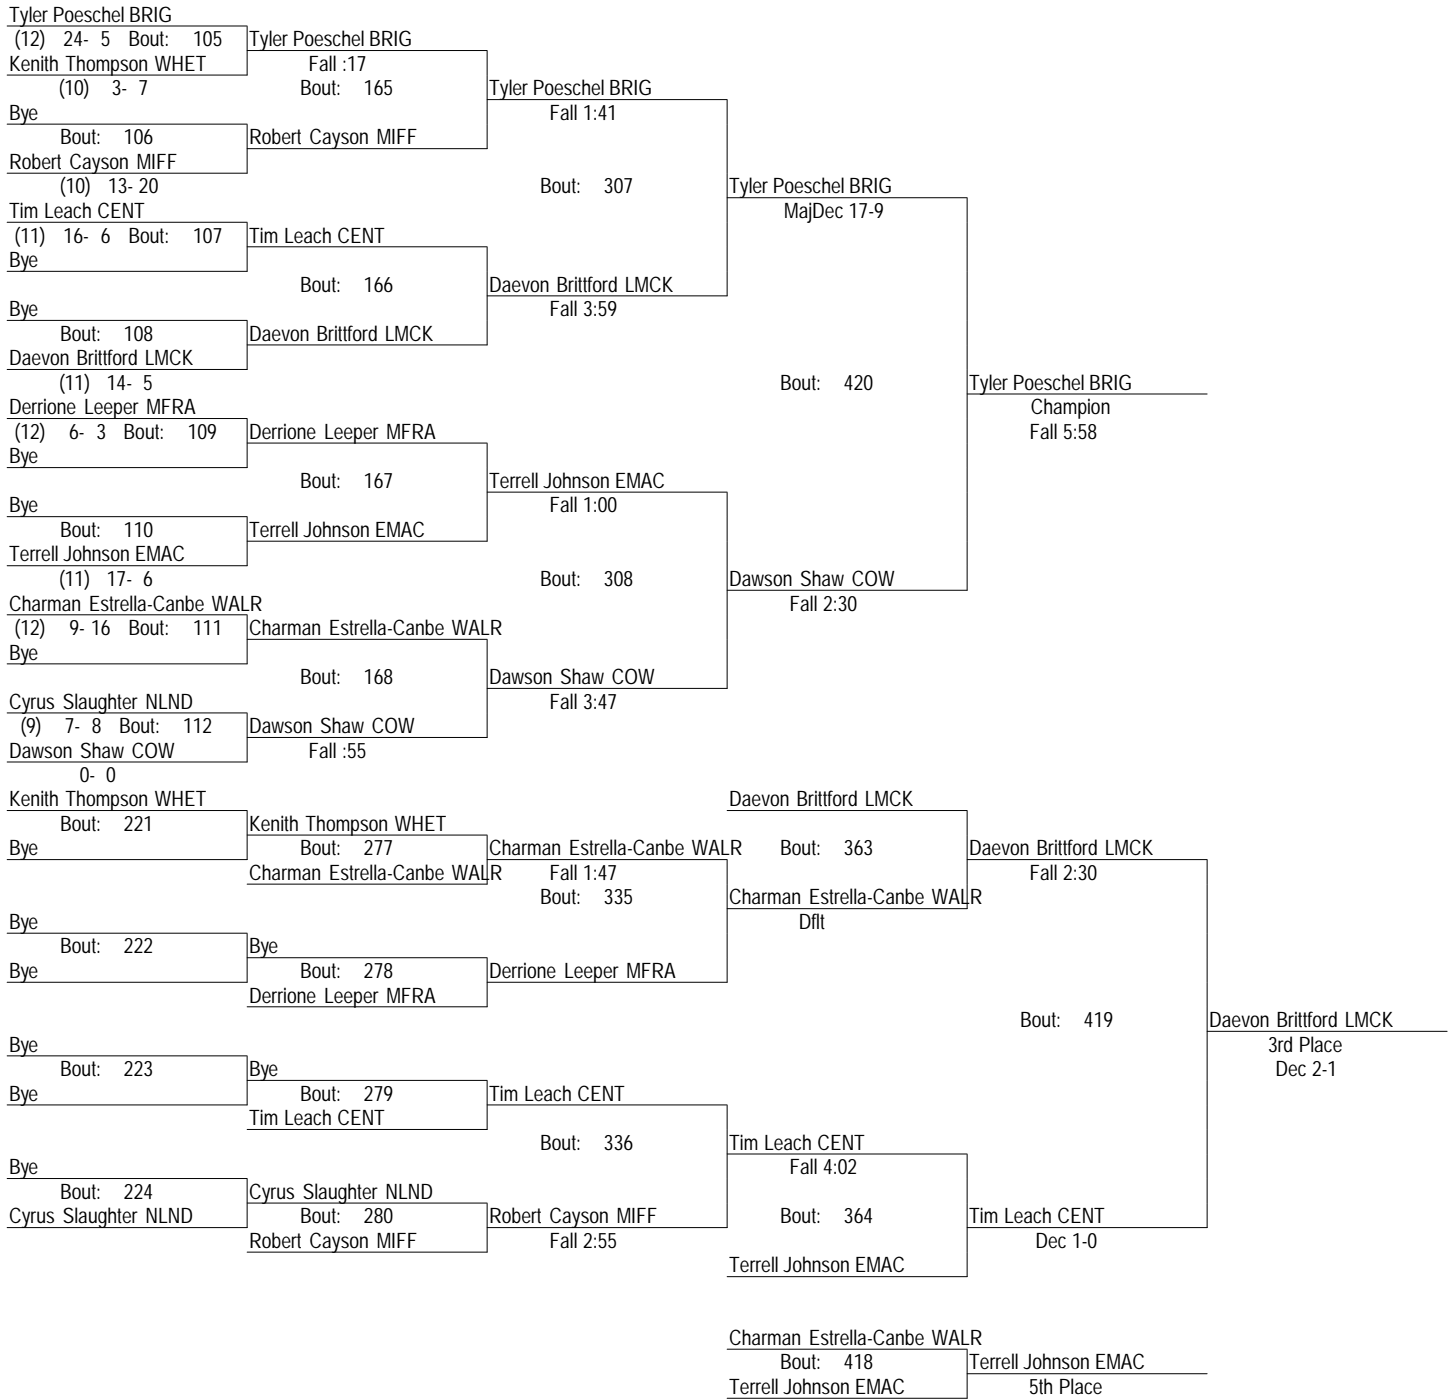 Tyler Poeschel BRIG
(12) 24- 5 Bout: 105 Tyler Poeschel BRIG
Kenith Thompson WHET Fall :17
(10) 3- 7 Bout: 165 Tyler Poeschel BRIG
Bye Fall 1:41
Bout: 106 Robert Cayson MIFF
Robert Cayson MIFF
(10) 13- 20 Bout: 307 Tyler Poeschel BRIG
Tim Leach CENT MajDec 17-9
(11) 16- 6 Bout: 107 Tim Leach CENT
Bye
Bout: 166 Daevon Brittford LMCK
Bye Fall 3:59
Bout: 108 Daevon Brittford LMCK
Daevon Brittford LMCK
(11) 14- 5 Bout: 420 Tyler Poeschel BRIG
Derrione Leeper MFRA Champion
(12) 6- 3 Bout: 109 Derrione Leeper MFRA Fall 5:58
Bye
Bout: 167 Terrell Johnson EMAC
Bye Fall 1:00
Bout: 110 Terrell Johnson EMAC
Terrell Johnson EMAC
(11) 17- 6 Bout: 308 Dawson Shaw COW
Charman Estrella-Canbe WALR Fall 2:30
(12) 9- 16 Bout: 111 Charman Estrella-Canbe WALR
Bye
Bout: 168 Dawson Shaw COW
Cyrus Slaughter NLND Fall 3:47
(9) 7- 8 Bout: 112 Dawson Shaw COW
Dawson Shaw COW Fall :55
0- 0
Kenith Thompson WHET Daevon Brittford LMCK
Bout: 221 Kenith Thompson WHET
Bye Bout: 277 Charman Estrella-Canbe WALR Bout: 363 Daevon Brittford LMCK
Charman Estrella-Canbe WALR Fall 1:47 Fall 2:30
Bout: 335 Charman Estrella-Canbe WALR
Bye Dflt
Bout: 222 Bye
Bye Bout: 278 Derrione Leeper MFRA
Derrione Leeper MFRA
Bout: 419 Daevon Brittford LMCK
Bye 3rd Place
Bout: 223 Bye Dec 2-1
Bye Bout: 279 Tim Leach CENT
Tim Leach CENT
Bout: 336 Tim Leach CENT
Bye Fall 4:02
Bout: 224 Cyrus Slaughter NLND
Cyrus Slaughter NLND Bout: 280 Robert Cayson MIFF Bout: 364 Tim Leach CENT
Robert Cayson MIFF Fall 2:55 Dec 1-0
Terrell Johnson EMAC
Charman Estrella-Canbe WALR
Bout: 418 Terrell Johnson EMAC
Terrell Johnson EMAC 5th Place